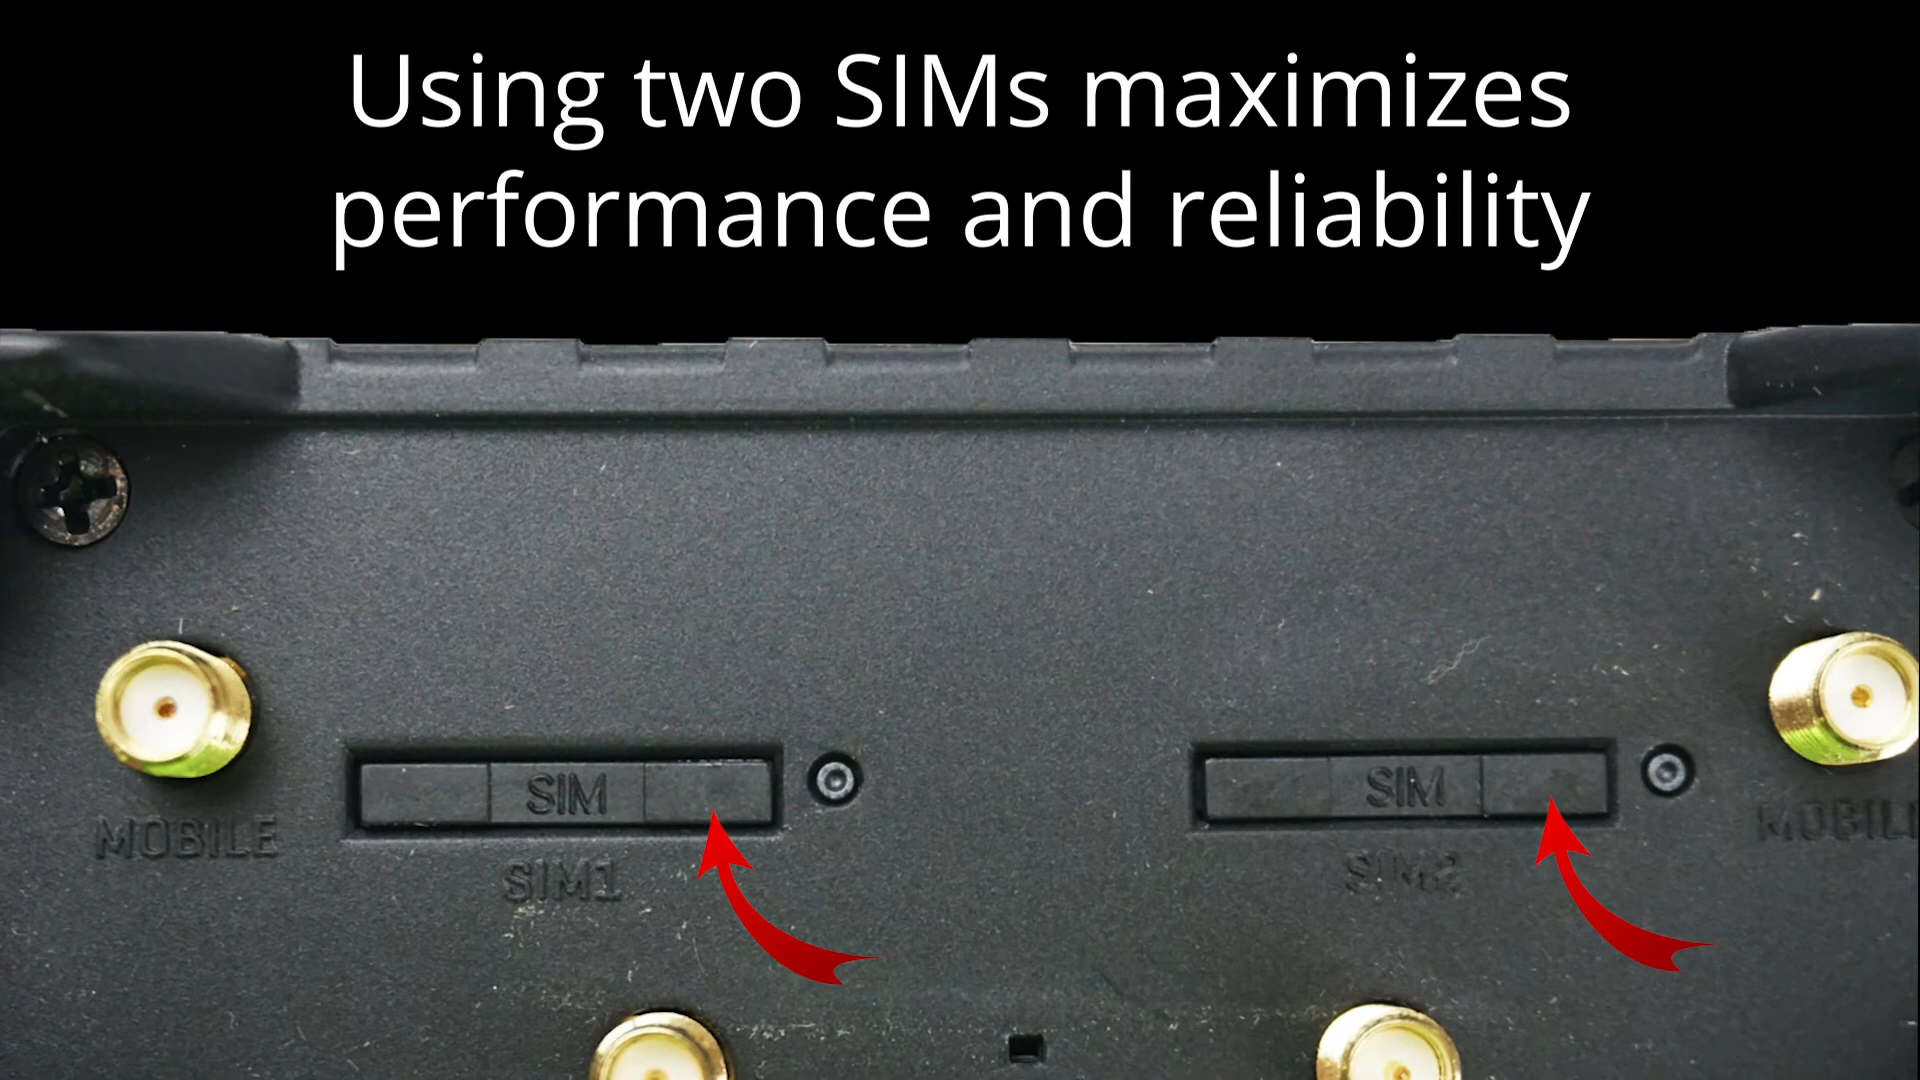 Using two SIMs maximizes
performance and reliability
SIM
SIM
MOBILE
SIM1
SIM2